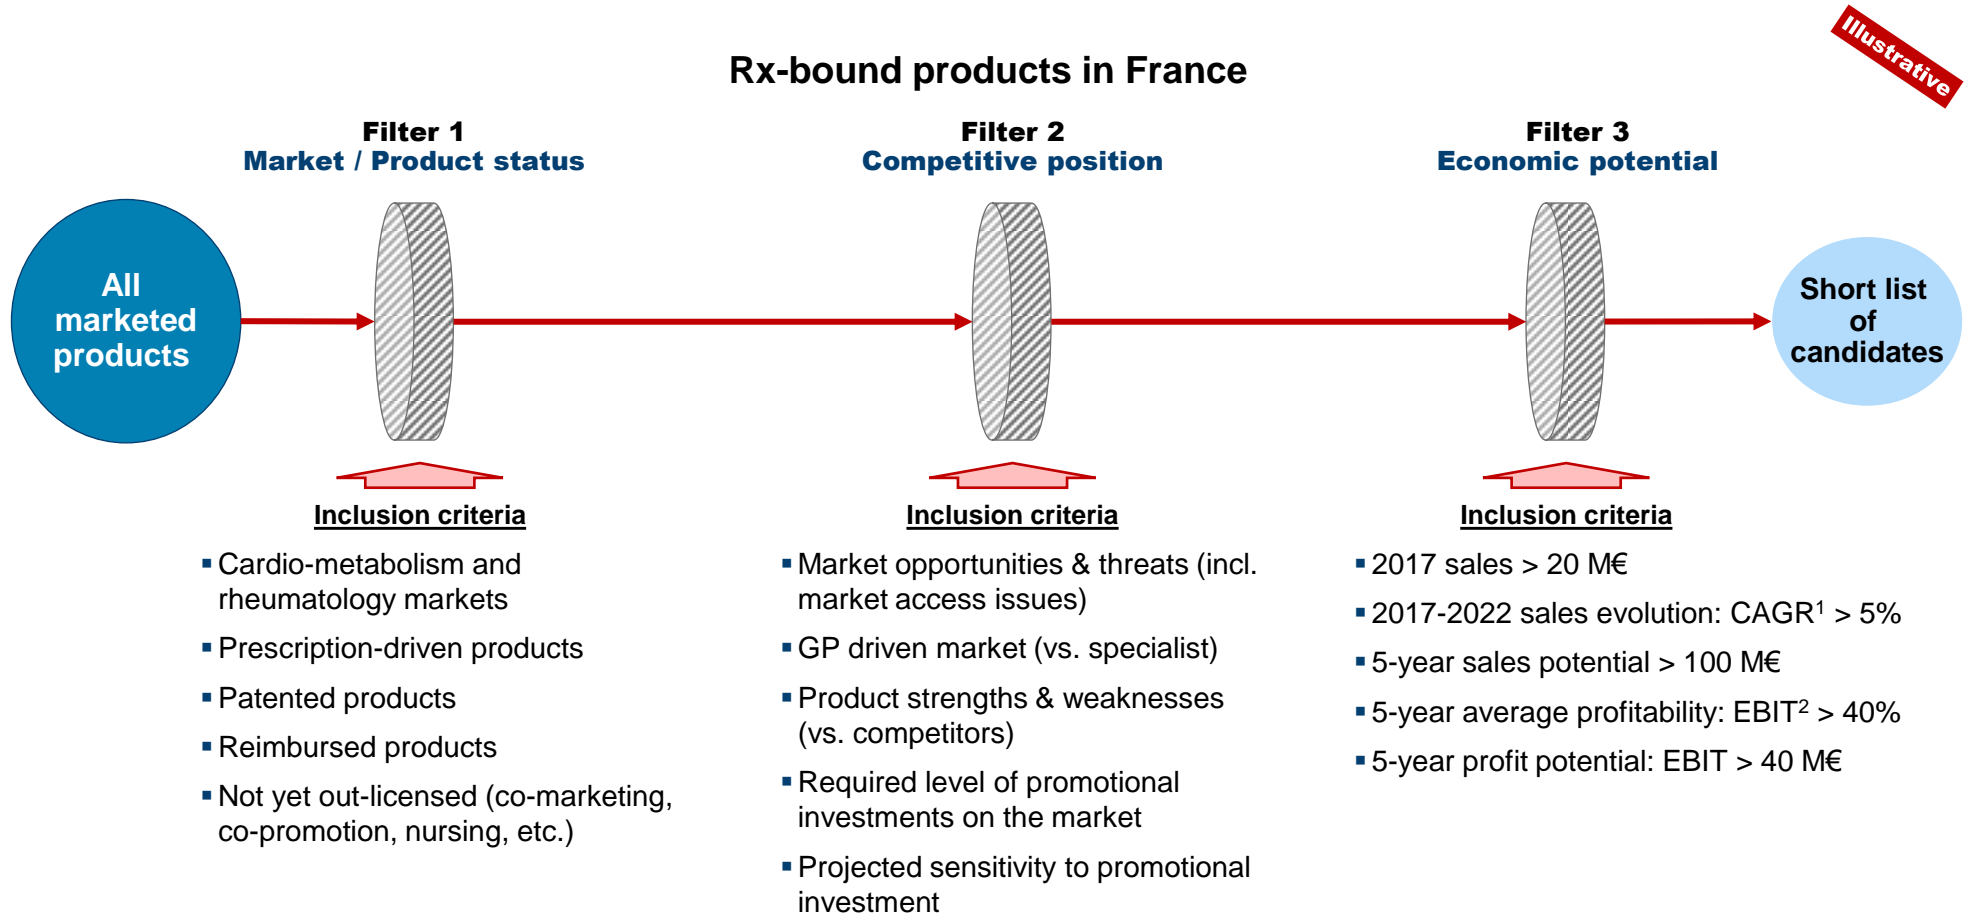 Illustrative
Rx-bound products in France
Filter 1
Market / Product status
Filter 2
Competitive position
Filter 3
Economic potential
All
marketed
products
Short list
of
candidates
Inclusion criteria
▪ Cardio-metabolism and
rheumatology markets
▪ Prescription-driven products
▪ Patented products
▪ Reimbursed products
▪ Not yet out-licensed (co-marketing,
co-promotion, nursing, etc.)
Inclusion criteria
▪ Market opportunities & threats (incl.
market access issues)
▪ GP driven market (vs. specialist)
▪ Product strengths & weaknesses
(vs. competitors)
▪ Required level of promotional
investments on the market
▪ Projected sensitivity to promotional
investment
Inclusion criteria
▪ 2017 sales > 20 M€
▪ 2017-2022 sales evolution: CAGR¹ > 5%
▪ 5-year sales potential > 100 M€
▪ 5-year average profitability: EBIT² > 40%
▪ 5-year profit potential: EBIT > 40 M€